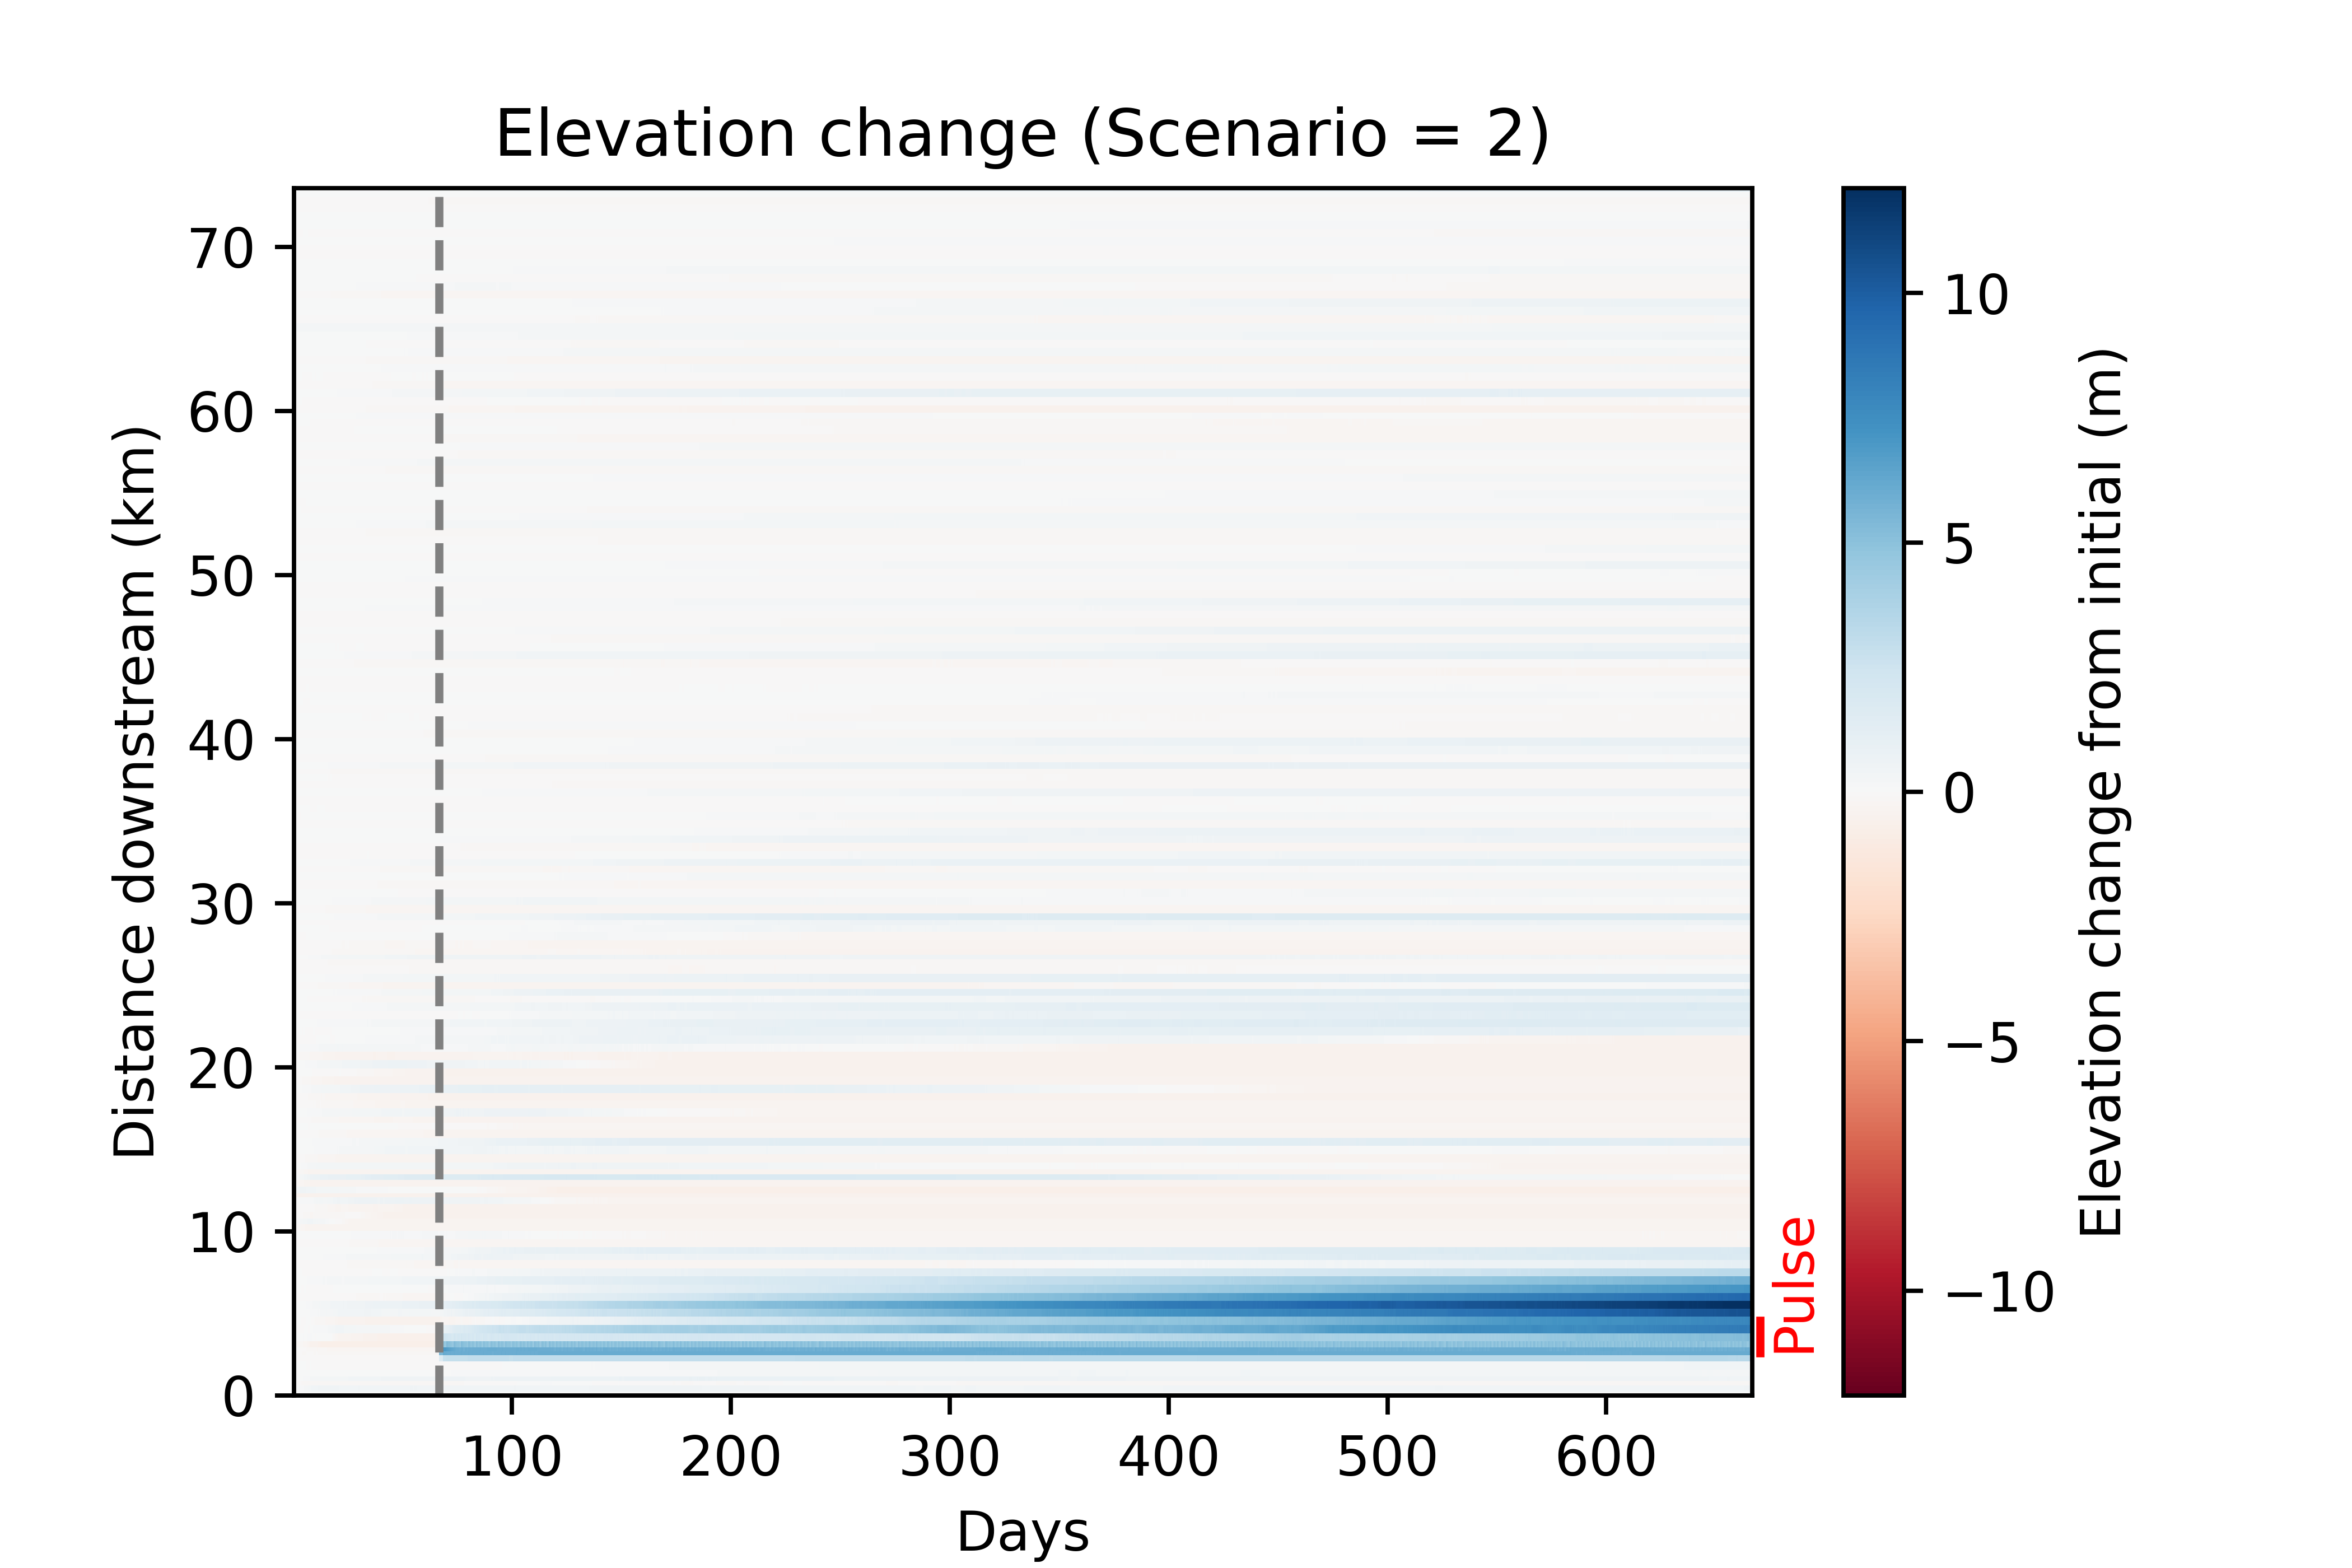 Elevation change (Scenario = 2)
70
60
50
40
30
20
10
0
Distance downstream (km)
100 200 300 400 500 600
Days
Pulse
10
5
0
−5
−10
Elevation change from initial (m)